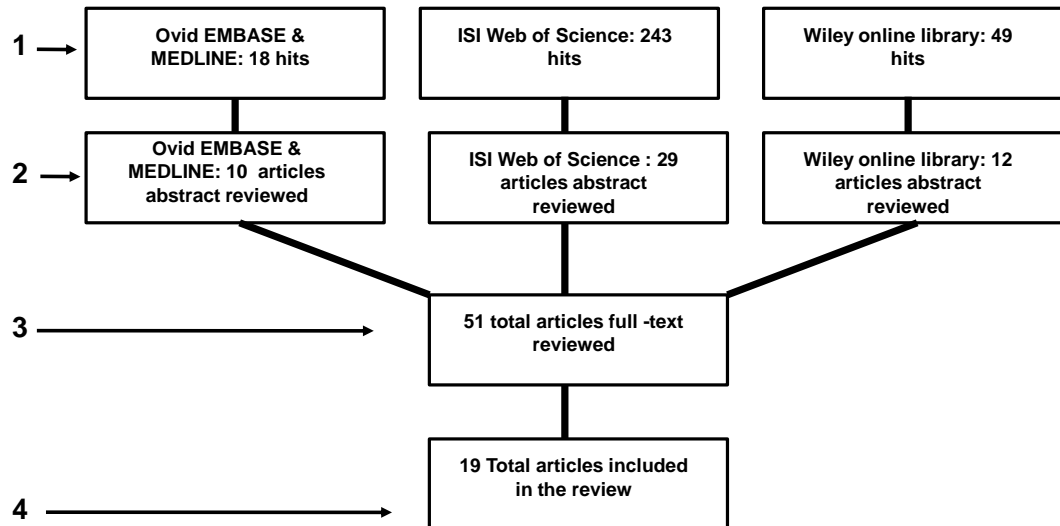 1
Ovid EMBASE &
MEDLINE: 18 hits
ISI Web of Science: 243
hits
Wiley online library: 49
hits
2
Ovid EMBASE &
MEDLINE: 10 articles
abstract reviewed
ISI Web of Science : 29
articles abstract
reviewed
Wiley online library: 12
articles abstract
reviewed
3
51 total articles full -text
reviewed
19 Total articles included
in the review
4